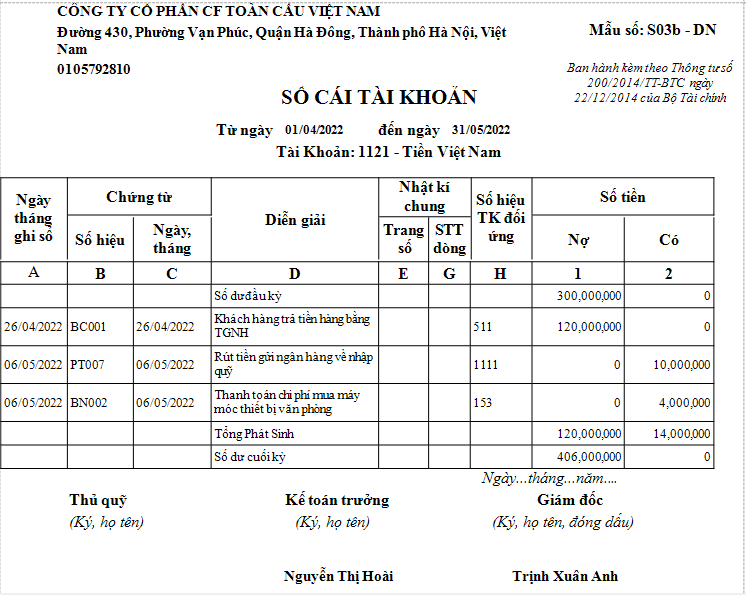 CÔNG TY CỔ PHẦN CF TOÀN CẦU VIỆT NAM
Đường 430, Phường Vạn Phúc, Quận Hà Đông, Thành phố Hà Nội, Việt
Nam
0105792810
Mẫu số: S03b - DN
Ban hành kèm theo Thông tư số
200/2014/TT-BTC ngày
22/12/2014 của Bộ Tài chính
SỔ CÁI TÀI KHOẢN
Từ ngày 01/04/2022 đến ngày 31/05/2022
Tài Khoản: 1121 - Tiền Việt Nam
Ngày tháng ghi sổ Chứng từ Diễn giải Nhật kí chung Số hiệu TK đối ứng Số tiền
Số hiệu Ngày, tháng Trang số STT dòng Nợ Có
A B C D E G H 1 2
Số dư đầu kỳ 300,000,000 0
26/04/2022 BC001 26/04/2022 Khách hàng trả tiền hàng bằng TGNH 511 120,000,000 0
06/05/2022 PT007 06/05/2022 Rút tiền gửi ngân hàng về nhập quỹ 1111 0 10,000,000
06/05/2022 BN002 06/05/2022 Thanh toán chi phí mua máy móc thiết bị văn phòng 153 0 4,000,000
Tổng Phát Sinh 120,000,000 14,000,000
Số dư cuối kỳ 406,000,000 0
Ngày...tháng...năm....
Thủ quỹ Kế toán trưởng Giám đốc
(Ký, họ tên) (Ký, họ tên) (Ký, họ tên, đóng dấu)
Nguyễn Thị Hoài Trịnh Xuân Anh